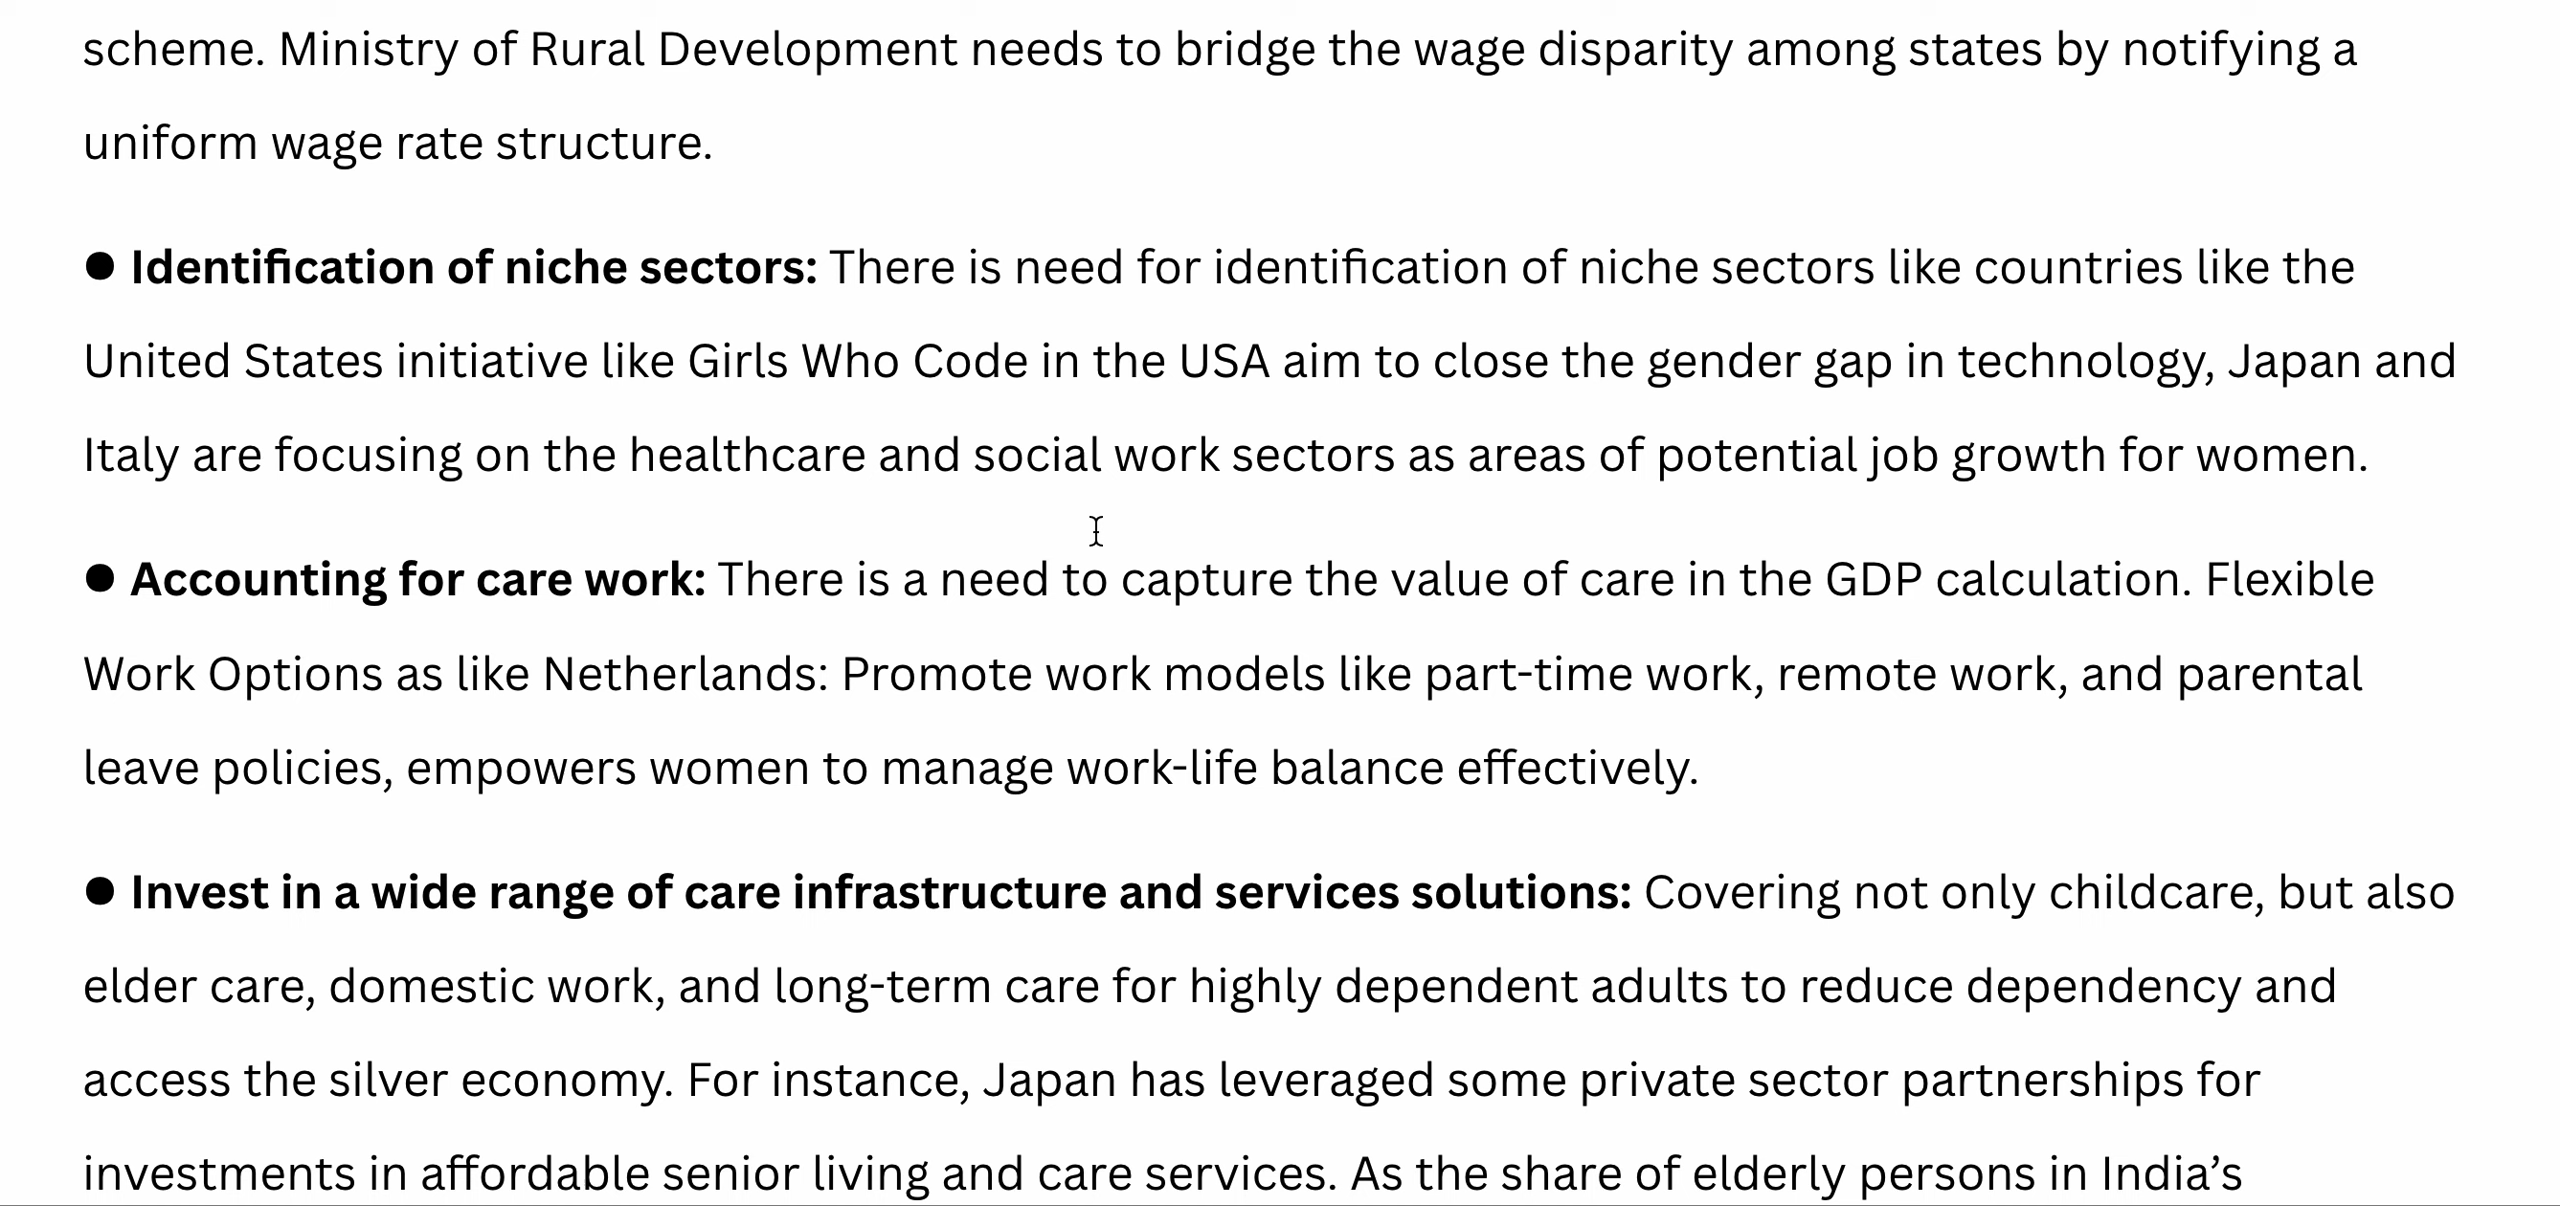 scheme. Ministry of Rural Development needs to bridge the wage disparity among states by notifying a
uniform wage rate structure.
● Identification of niche sectors: There is need for identification of niche sectors like countries like the
United States initiative like Girls Who Code in the USA aim to close the gender gap in technology, Japan and
Italy are focusing on the healthcare and social work sectors as areas of potential job growth for women.
● Accounting for care work: There is a need to capture the value of care in the GDP calculation. Flexible
Work Options as like Netherlands: Promote work models like part-time work, remote work, and parental
leave policies, empowers women to manage work-life balance effectively.
● Invest in a wide range of care infrastructure and services solutions: Covering not only childcare, but also
elder care, domestic work, and long-term care for highly dependent adults to reduce dependency and
access the silver economy. For instance, Japan has leveraged some private sector partnerships for
investments in affordable senior living and care services. As the share of elderly persons in India’s